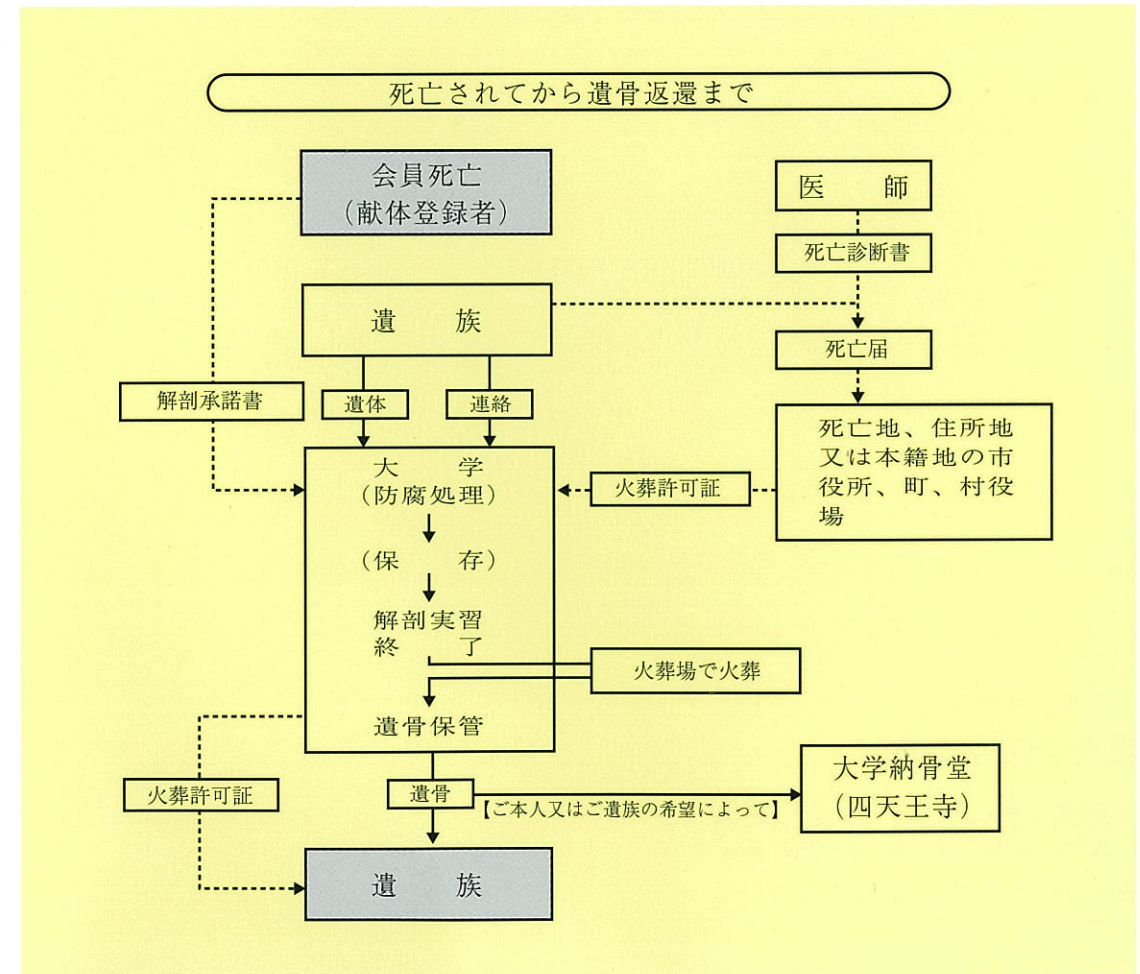 死亡されてから遺骨返還まで
会員死亡
（献体登録者）
医　　師
死亡診断書
遺　　族
死亡届
解剖承諾書
遺体
連絡
死亡地、住所地
又は本籍地の市
役所、町、村役
場
大　　学
（防腐処理）
火葬許可証
（保　　存）
解剖実習
終　　了
火葬場で火葬
遺骨保管
火葬許可証
遺骨
【ご本人又はご遺族の希望によって】
大学納骨堂
（四天王寺）
遺　　族